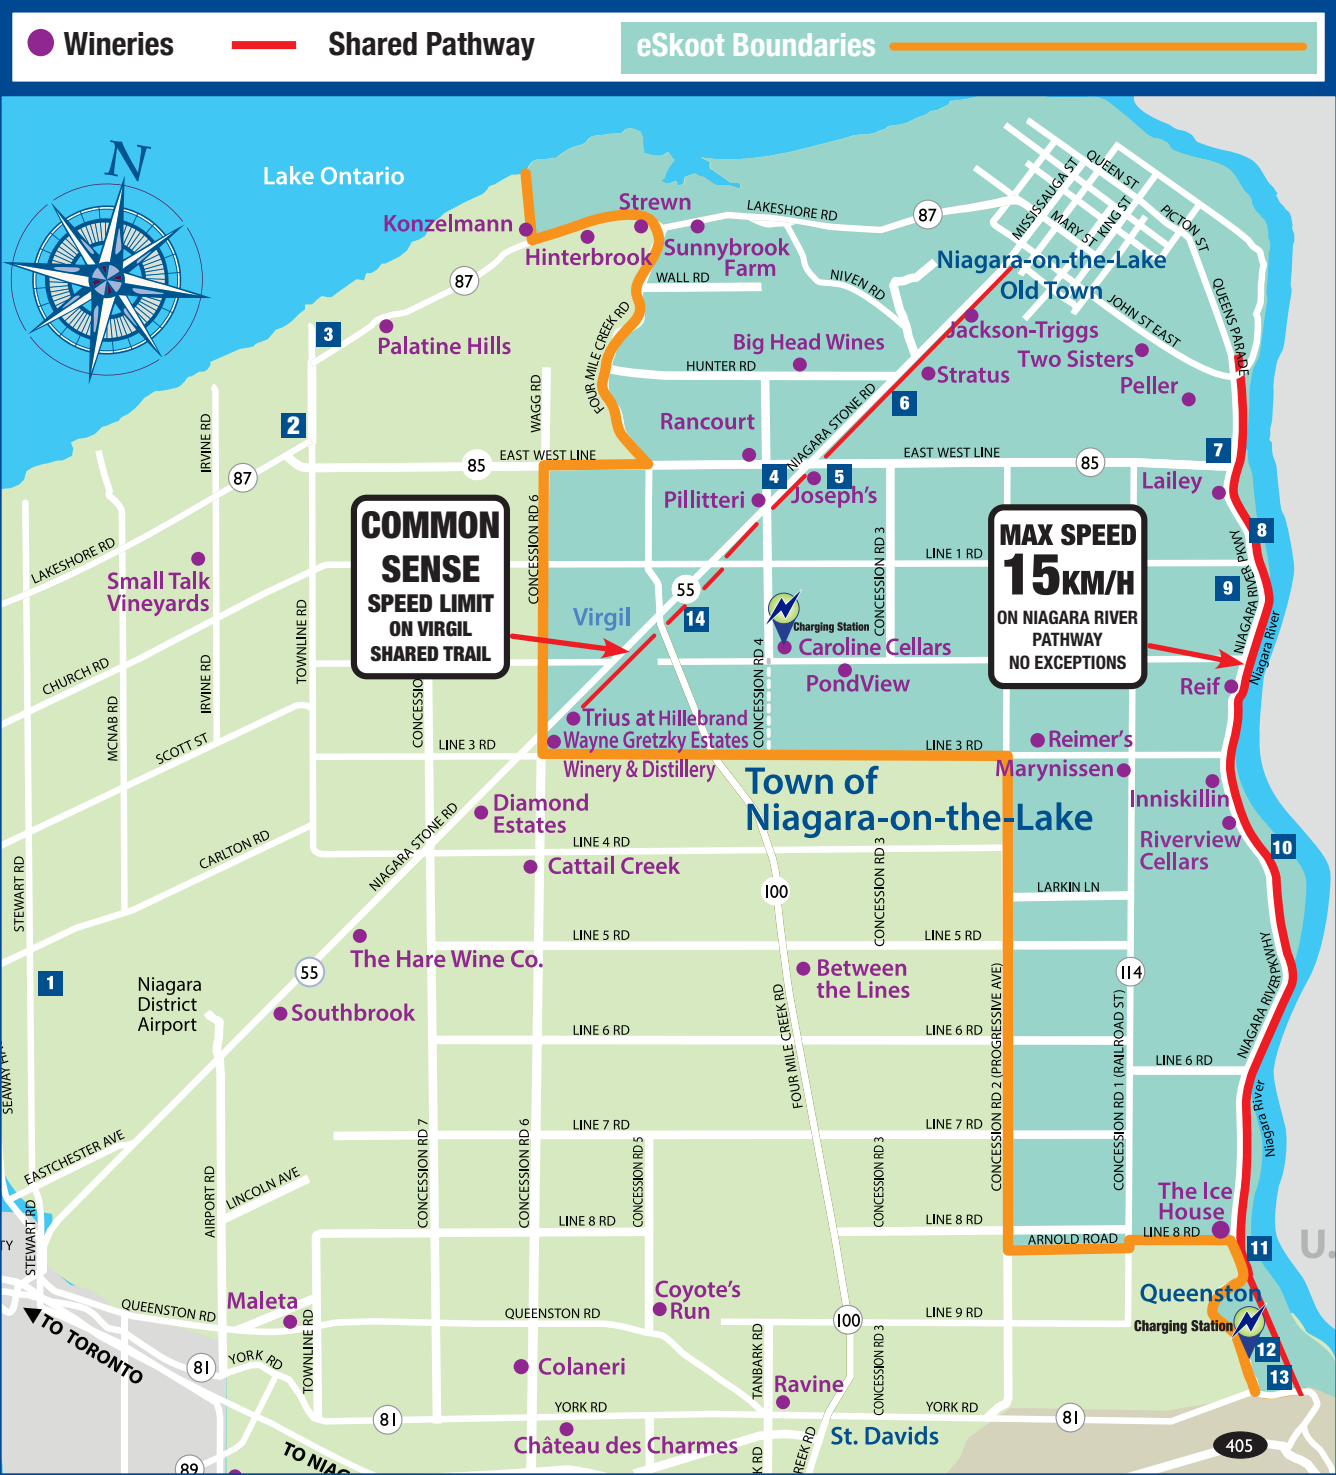 Wineries
Shared Pathway
eSkoot Boundaries
N
Lake Ontario
Konzelmann
Strewn
Hinterbrook
Sunnybrook
Farm
LAKESHORE RD
87
MISSISSAUGA ST
QUEEN ST
MARY ST
KING ST
PICTON ST
Niagara-on-the-Lake
Old Town
87
WALL RD
NIVEN RD
QUEENS PARADE
JOHN ST EAST
3
Palatine Hills
FOUR MILE CREEK RD
Big Head Wines
Jackson-Triggs
Two Sisters
HUNTER RD
Stratus
Peller
WAGG RD
6
NIAGARA STONE RD
2
IRVINE RD
Rancourt
EAST WEST LINE
85
EAST WEST LINE
85
7
87
4
5
Pillitteri
Joseph's
Lailey
COMMON
SENSE
SPEED LIMIT
ON VIRGIL
SHARED TRAIL
CONCESSION RD 6
MAX SPEED
15KM/H
ON NIAGARA RIVER
PATHWAY
NO EXCEPTIONS
8
LAKESHORE RD
Small Talk
Vineyards
LINE 1 RD
CONCESSION RD 3
NIAGARA RIVER PKWY
9
55
14
Virgil
Charging Station
TOWNLINE RD
Caroline Cellars
PondView
Niagara River
CHURCH RD
IRVINE RD
MCNAB RD
CONCESSIO
CONCESSION RD 4
Reif
Trius at Hillebrand
Wayne Gretzky Estates
Winery & Distillery
SCOTT ST
LINE 3 RD
LINE 3 RD
Reimer's
Marynissen
Town of
Niagara-on-the-Lake
Inniskillin
Diamond
Estates
NIAGARA STONE RD
CARLTON RD
LINE 4 RD
Riverview
Cellars
10
Cattail Creek
STEWART RD
100
CONCESSION RD 3
LARKIN LN
The Hare Wine Co.
LINE 5 RD
LINE 5 RD
1
Niagara
District
Airport
55
Between
the Lines
114
Southbrook
LINE 6 RD
LINE 6 RD
FOUR MILE CREEK RD
CONCESSION RD 2 (PROGRESSIVE AVE)
CONCESSION RD 1 (RAILROAD ST)
NIAGARA RIVER PKWHY
LINE 6 RD
Niagara River
EASTCHESTER AVE
LINE 7 RD
LINE 7 RD
CONCESSION RD 7
CONCESSION RD 6
CONCESSION RD 5
CONCESSION RD 3
AIRPORT RD
LINCOLN AVE
STEWART RD
LINE 8 RD
LINE 8 RD
The Ice
House
ARNOLD ROAD
LINE 8 RD
11
TY
U.
QUEENSTON RD
Maleta
TOWNLINE RD
QUEENSTON RD
Coyote's
Run
100
LINE 9 RD
Queenston
Charging Station
12
13
TO TORONTO
81
YORK RD
Colaneri
TANBARK RD
CONCESSION RD 3
Ravine
81
YORK RD
YORK RD
81
Château des Charmes
St. Davids
405
TO NIAG
89
K RD
REEK RD